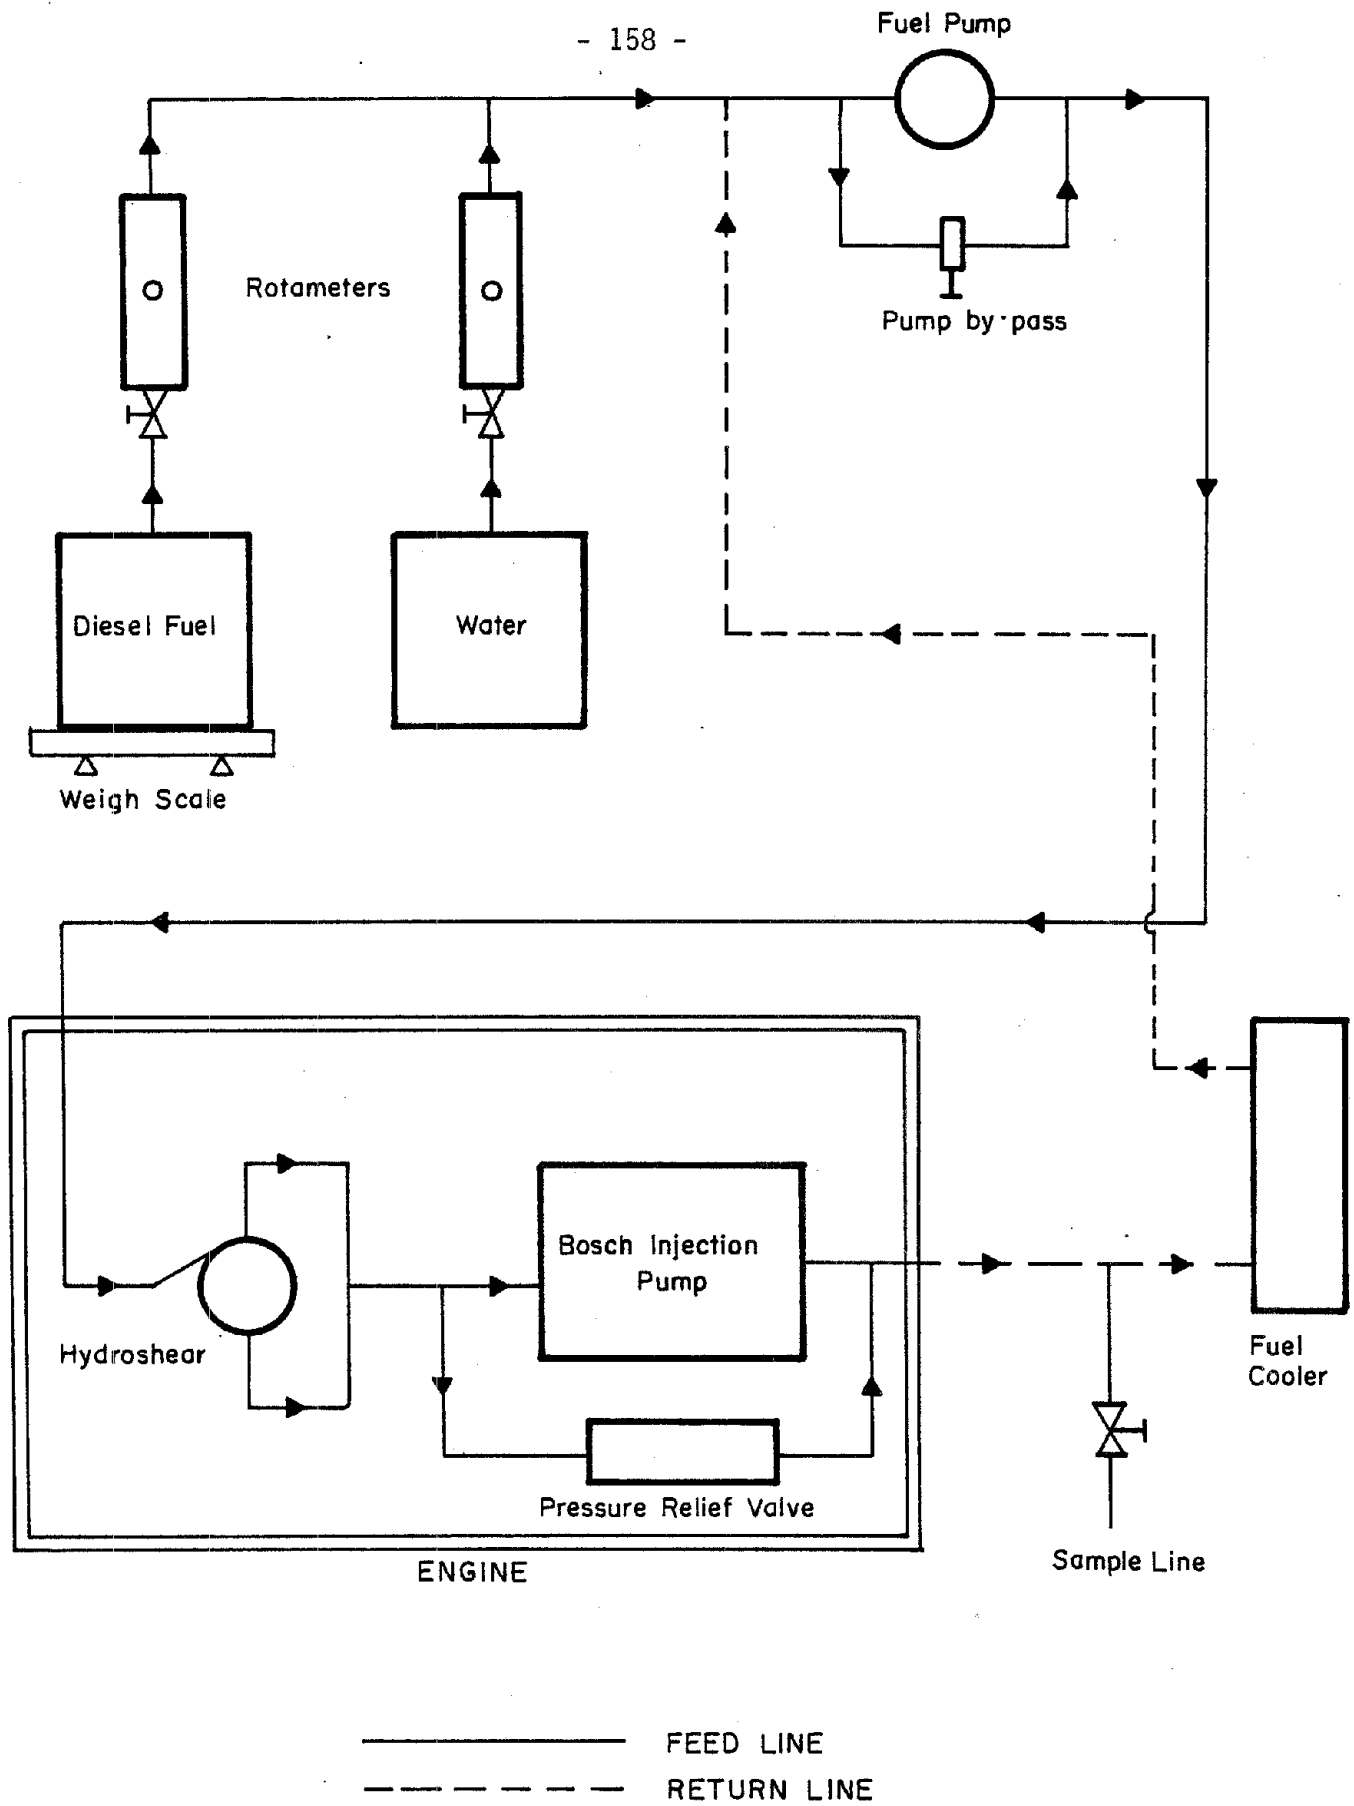 - 158 -
Fuel Pump
Rotameters
Pump by-pass
Diesel Fuel
Water
Weigh Scale
Bosch Injection
Pump
Hydroshear
Fuel
Cooler
Pressure Relief Valve
Sample Line
ENGINE
FEED LINE
RETURN LINE